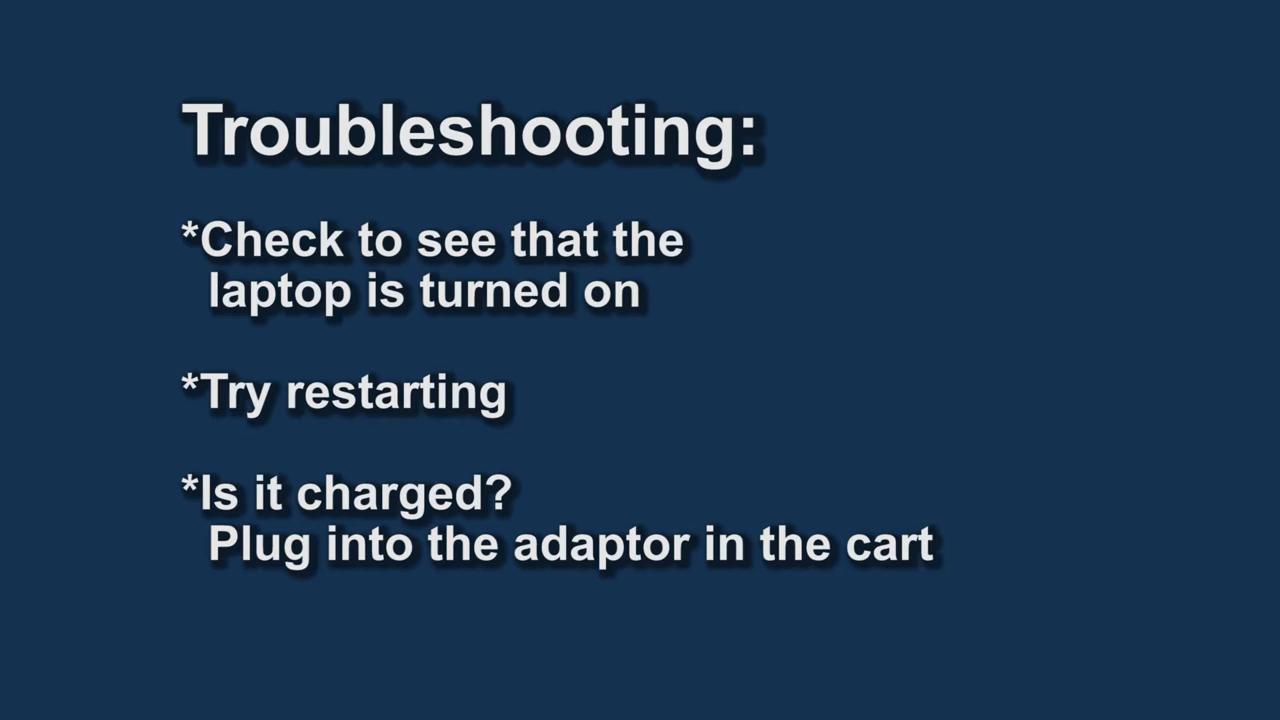 Troubleshooting:
*Check to see that the
laptop is turned on
*Try restarting
*Is it charged?
Plug into the adaptor in the cart